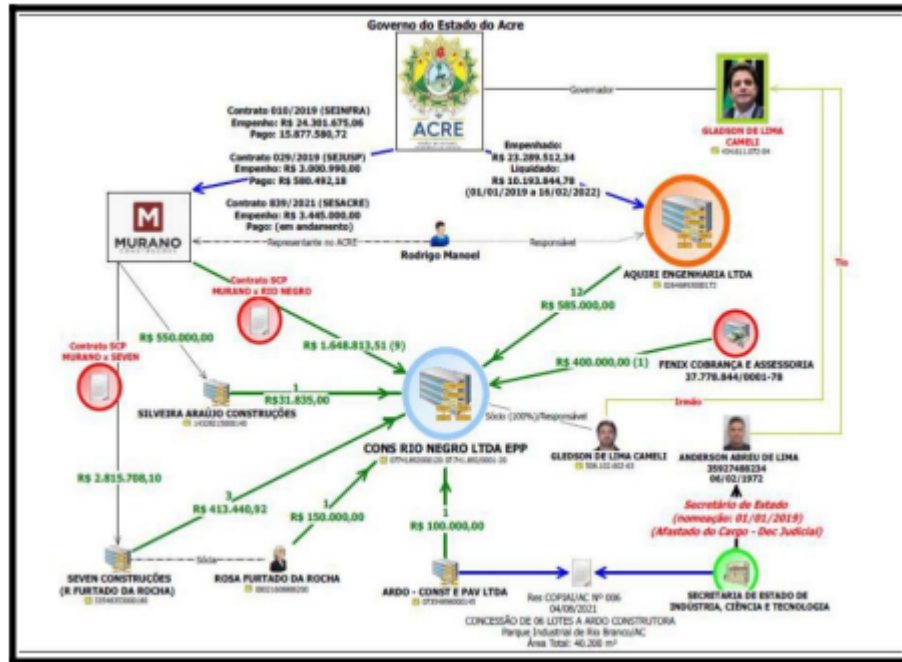 Governo do Estado do Acre
ACRE
Governador
GLADSON DE LIMA
CAMELI
Contrato 010/2019 (SEINFRA)
Empenho: R$ 24.301.675,06
Pago: 15.877.580,72
Contrato 029/2019 (SEJUSP)
Empenho: R$ 3.000.990,00
Pago: R$ 580.492,18
Contrato 839/2021 (SESACRE)
Empenho: R$ 3.445.000,00
Pago: (em andamento)
Empenhado:
R$ 23.289.512,34
Liquidado:
R$ 10.193.844,78
(01/01/2019 a 16/02/2022)
M
MURANO
Representante no ACRE
Rodrigo Manoel
Responsável
AQUIRI ENGENHARIA LTDA
Tio
Contrato SCP
MURANO x RIO NEGRO
12
R$ 585.000,00
R$ 550.000,00
R$ 1.648.813,51 (9)
R$ 400.000,00 (1)
FENIX COBRANÇA E ASSESSORIA
37.778.844/0001-78
Contrato SCP
MURANO x SEVEN
1
R$31.835,00
SILVEIRA ARAÚJO CONSTRUÇÕES
Sócio (100%)/Responsável
Irmão
CONS RIO NEGRO LTDA EPP
GLEDSON DE LIMA CAMELI
ANDERSON ABREU DE LIMA
35927488234
06/02/1972
R$ 2.815.708,10
3
R$ 413.440,92
1
R$ 150.000,00
1
R$ 100.000,00
Secretário de Estado
(nomeação: 01/01/2019)
(Afastado do Cargo - Dec Judicial)
Sócia
SEVEN CONSTRUÇÕES
(R FURTADO DA ROCHA)
ROSA FURTADO DA ROCHA
ARDO - CONST E PAV LTDA
Res COPIAI/AC Nº 006
04/08/2021
CONCESSÃO DE 06 LOTES A ARDO CONSTRUTORA
Parque Industrial de Rio Branco/AC
Área Total: 40.200 m²
SECRETARIA DE ESTADO DE
INDÚSTRIA, CIÊNCIA E TECNOLOGIA